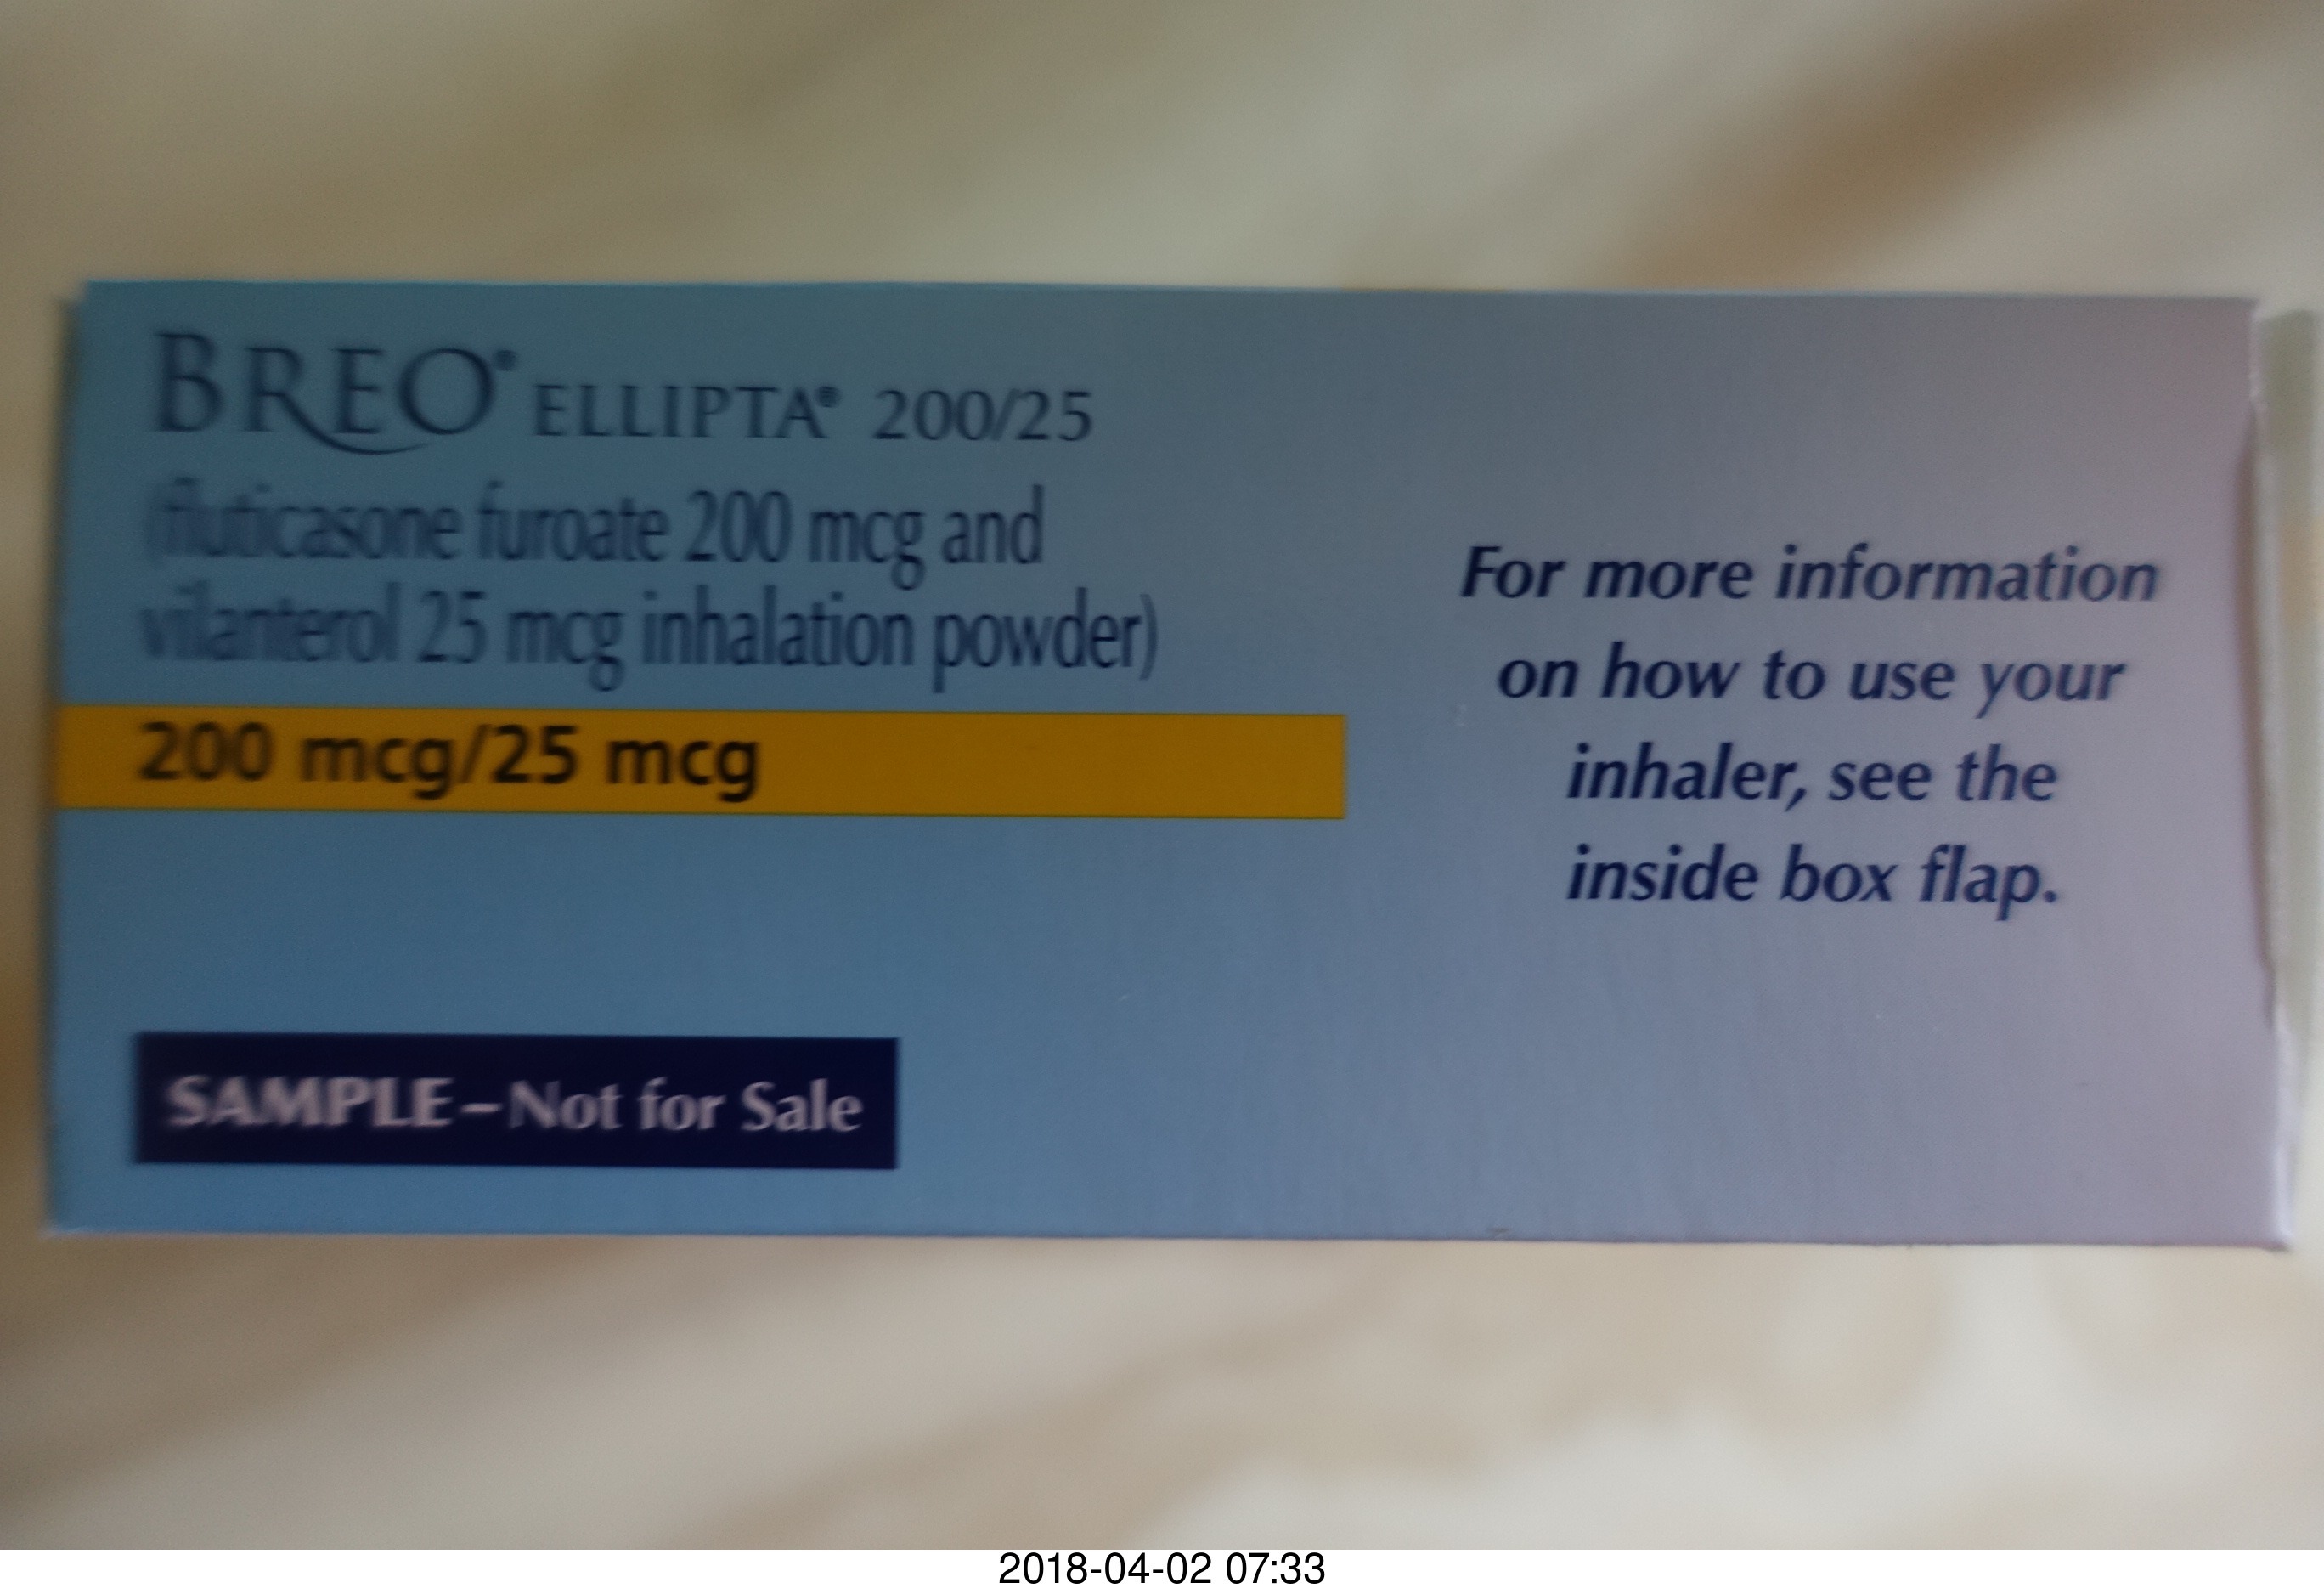 BREO® ELLIPTA® 200/25
(fluticasone furoate 200 mcg and
vilanterol 25 mcg inhalation powder)
200 mcg/25 mcg
SAMPLE–Not for Sale
For more information
on how to use your
inhaler, see the
inside box flap.
2018-04-02 07:33